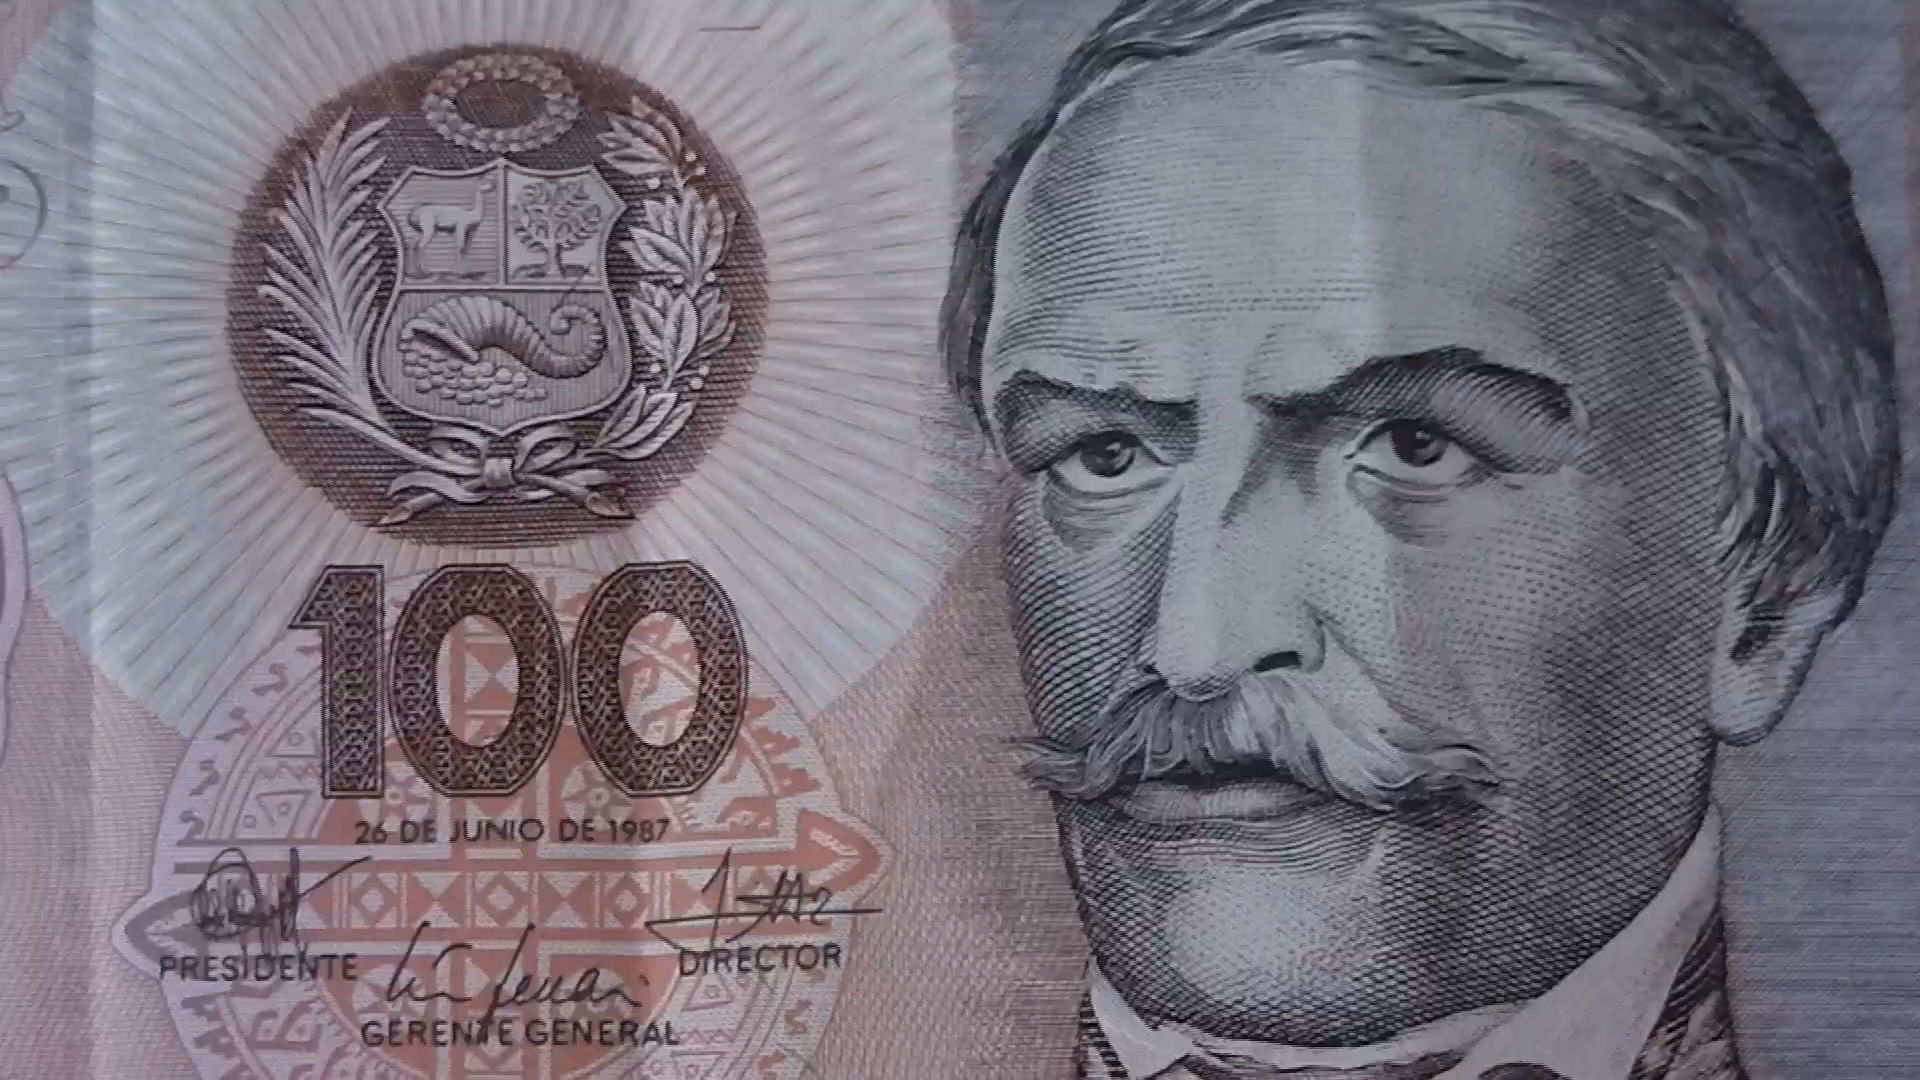 100
26 DE JUNIO DE 1987
PRESIDENTE
DIRECTOR
GERENTE GENERAL